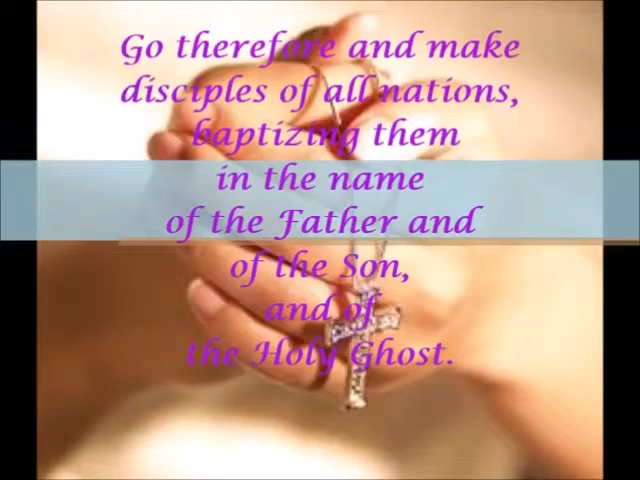 Go therefore and make
disciples of all nations,
baptizing them
in the name
of the Father and
of the Son,
and of
the Holy Ghost.